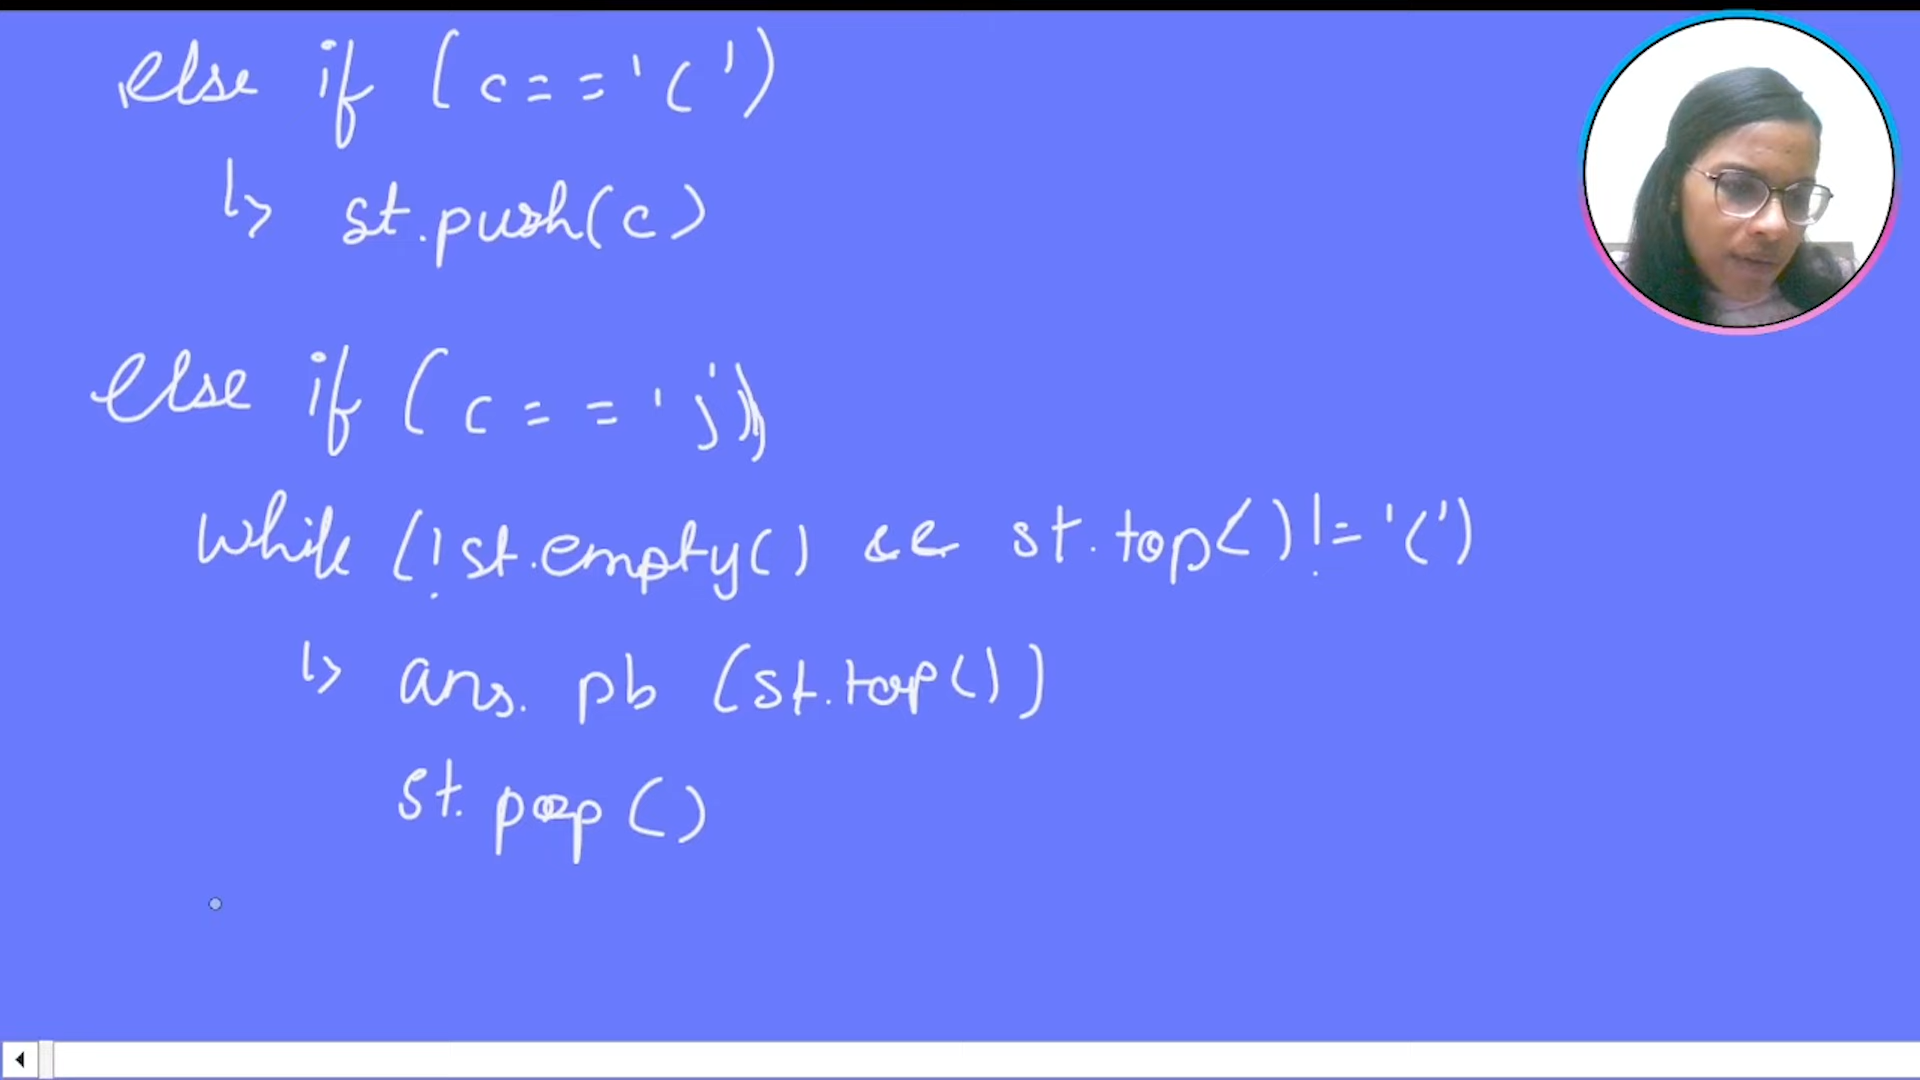 else if (c=='(')
↳ st.push(c)
else if (c==')')
while (!st.empty() && st.top()!='(')
↳ ans. pb (st.top())
st. pop()